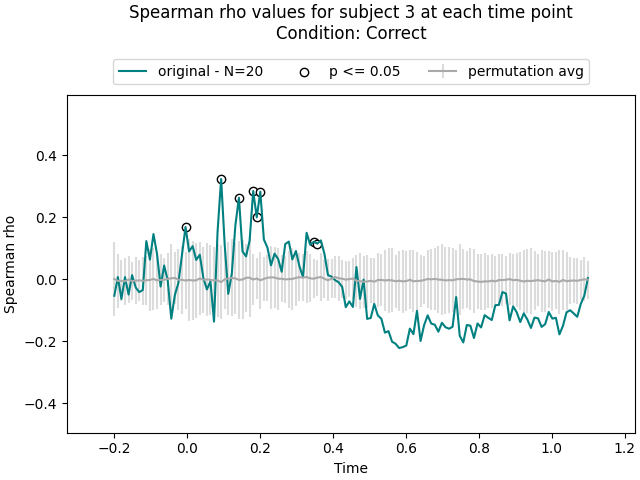 Spearman rho values for subject 3 at each time point
Condition: Correct
original - N=20 p <= 0.05 permutation avg
Spearman rho
0.4
0.2
0.0
−0.2
−0.4
−0.2 0.0 0.2 0.4 0.6 0.8 1.0 1.2
Time